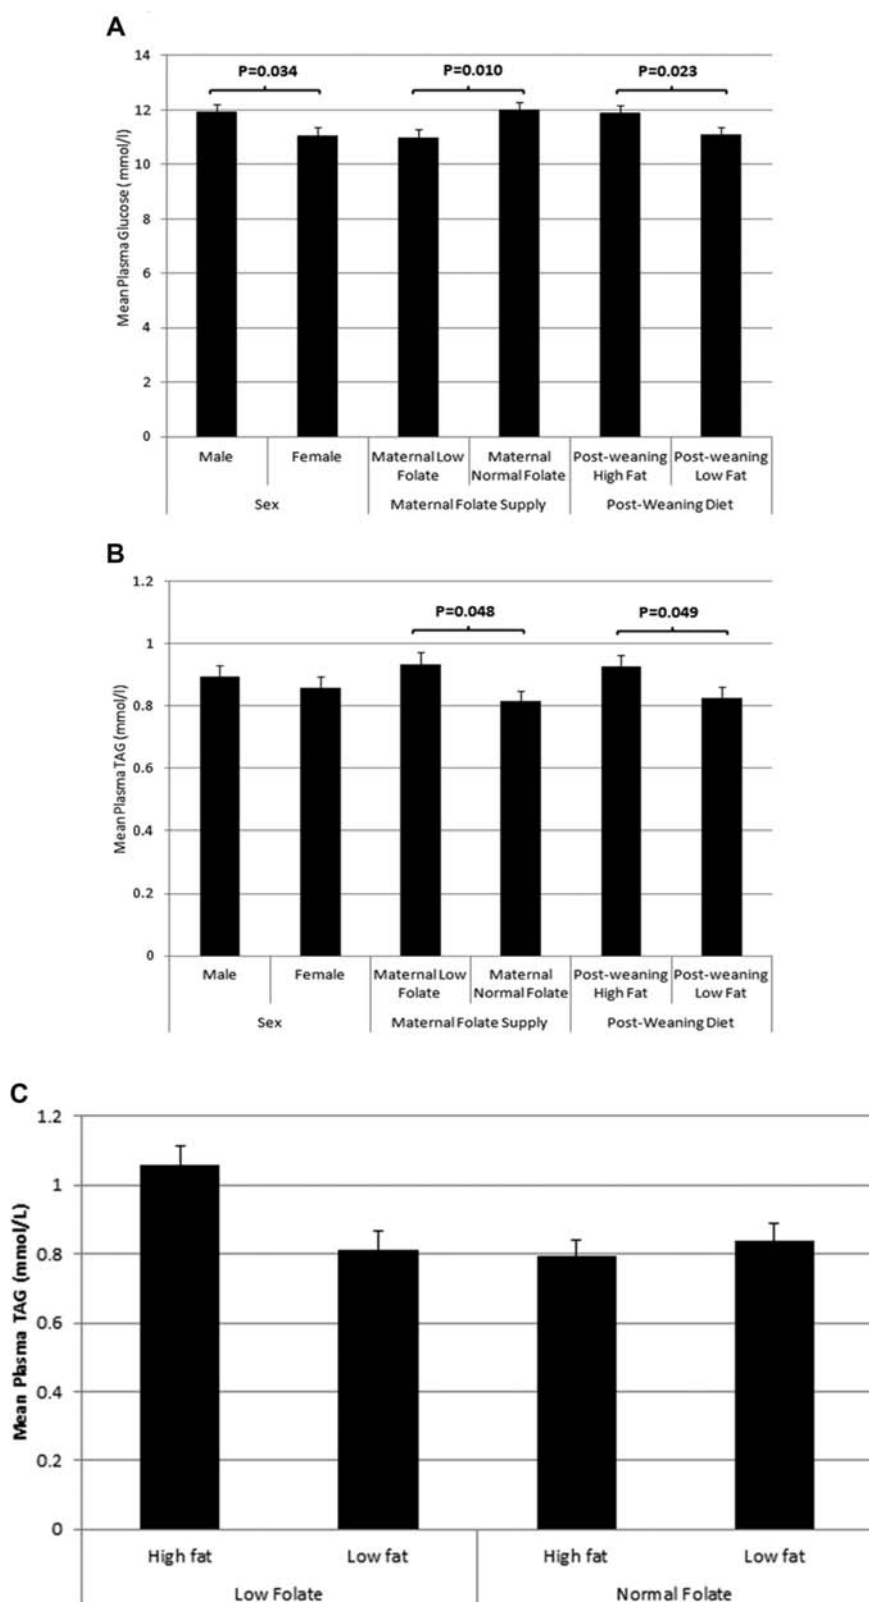 A
Mean Plasma Glucose (mmol/l)
14
12
10
8
6
4
2
0
P=0.034
P=0.010
P=0.023
Male
Female
Maternal Low Folate
Maternal Normal Folate
Post-weaning High Fat
Post-weaning Low Fat
Sex
Maternal Folate Supply
Post-Weaning Diet
B
Mean Plasma TAG (mmol/l)
1.2
1
0.8
0.6
0.4
0.2
0
P=0.048
P=0.049
Male
Female
Maternal Low Folate
Maternal Normal Folate
Post-weaning High Fat
Post-weaning Low Fat
Sex
Maternal Folate Supply
Post-Weaning Diet
C
Mean Plasma TAG (mmol/L)
1.2
1
0.8
0.6
0.4
0.2
0
High fat
Low fat
High fat
Low fat
Low Folate
Normal Folate